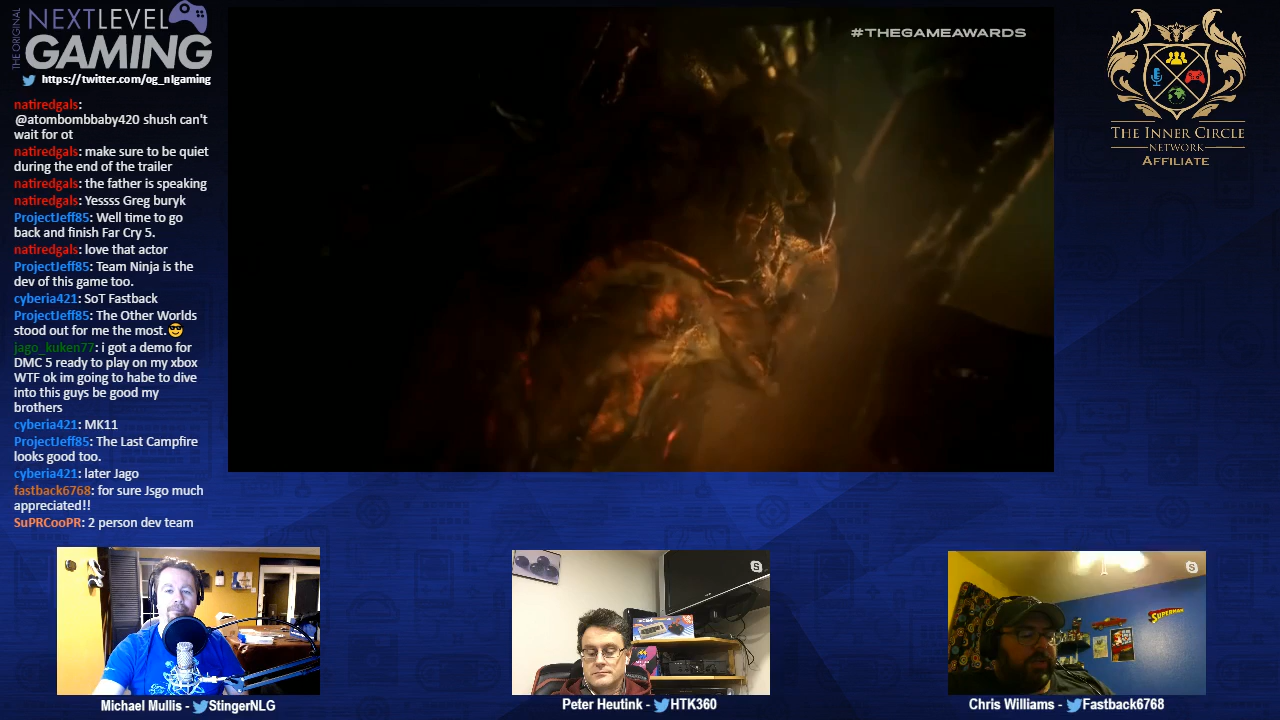 THE ORIGINAL
NEXTLEVEL
GAMING
https://twitter.com/og_nlgaming
natiredgals:
@atombombbaby420 shush can't
wait for ot
natiredgals: make sure to be quiet
during the end of the trailer
natiredgals: the father is speaking
natiredgals: Yessss Greg buryk
ProjectJeff85: Well time to go
back and finish Far Cry 5.
natiredgals: love that actor
ProjectJeff85: Team Ninja is the
dev of this game too.
cyberia421: SoT Fastback
ProjectJeff85: The Other Worlds
stood out for me the most.😎
jago_kuken77: i got a demo for
DMC 5 ready to play on my xbox
WTF ok im going to habe to dive
into this guys be good my
brothers
cyberia421: MK11
ProjectJeff85: The Last Campfire
looks good too.
cyberia421: later Jago
fastback6768: for sure Jsgo much
appreciated!!
SuPRCooPR: 2 person dev team
#THEGAMEAWARDS
THE INNER CIRCLE
NETWORK
AFFILIATE
SUPERMAN
Michael Mullis - StingerNLG
Peter Heutink - HTK360
Chris Williams - Fastback6768